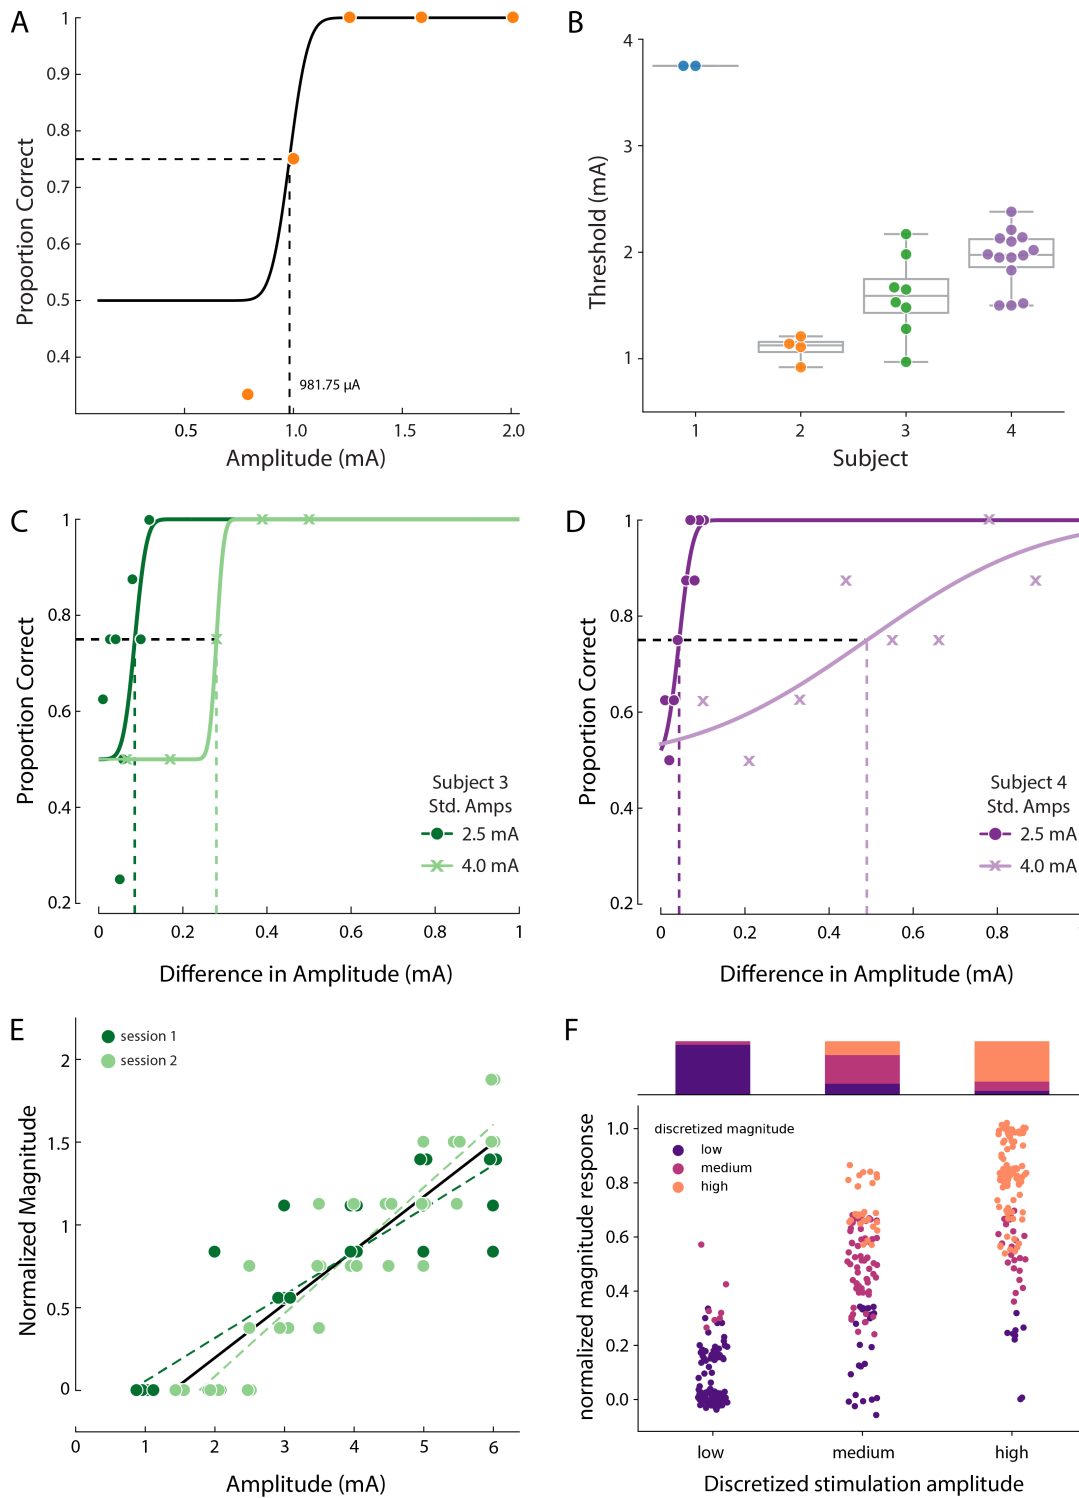 A
1
0.9
0.8
0.7
0.6
0.5
0.4
Proportion Correct
981.75 µA
0.5
1.0
1.5
2.0
Amplitude (mA)
B
4
3
2
1
Threshold (mA)
1
2
3
4
Subject
C
1
0.8
0.6
0.4
0.2
Proportion Correct
Subject 3
Std. Amps
2.5 mA
4.0 mA
0
0.2
0.4
0.6
0.8
1
Difference in Amplitude (mA)
D
1
0.8
0.6
0.4
0.2
Proportion Correct
Subject 4
Std. Amps
2.5 mA
4.0 mA
0
0.2
0.4
0.6
0.8
Difference in Amplitude (mA)
E
session 1
session 2
2
1.5
1
0.5
0
Normalized Magnitude
0
1
2
3
4
5
6
Amplitude (mA)
F
discretized magnitude
low
medium
high
1.0
0.8
0.6
0.4
0.2
0.0
normalized magnitude response
low
medium
high
Discretized stimulation amplitude